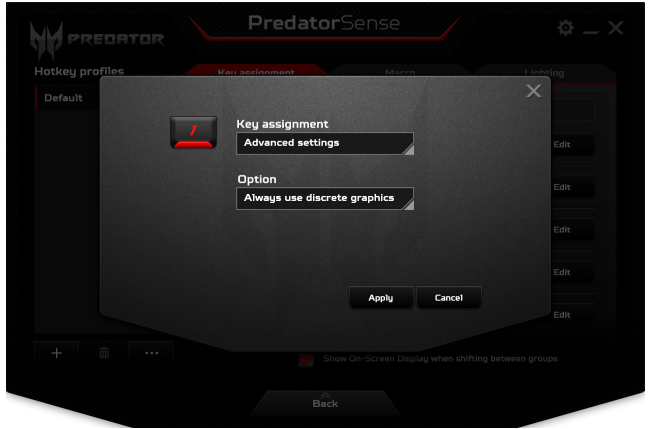 PREDATOR
PredatorSense
Hotkey profiles
Key assignment
Macro
Lighting
Default
1
Key assignment
Advanced settings
Edit
Option
Always use discrete graphics
Edit
Edit
Edit
Apply
Cancel
Edit
Show On-Screen Display when shifting between groups
Back